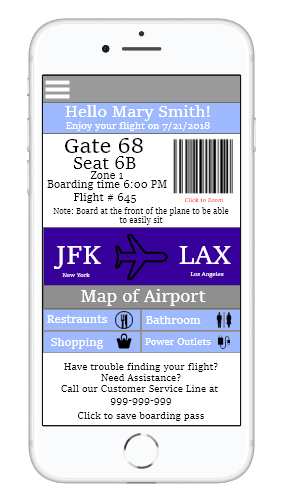 Hello Mary Smith!
Enjoy your flight on 7/21/2018
Gate 68
Seat 6B
Zone 1
Boarding time 6:00 PM
Flight # 645
Click to Zoom
Note: Board at the front of the plane to be able
to easily sit
JFK LAX
New York Los Angeles
Map of Airport
Restraunts Bathroom
Shopping Power Outlets
Have trouble finding your flight?
Need Assistance?
Call our Customer Service Line at
999-999-999
Click to save boarding pass